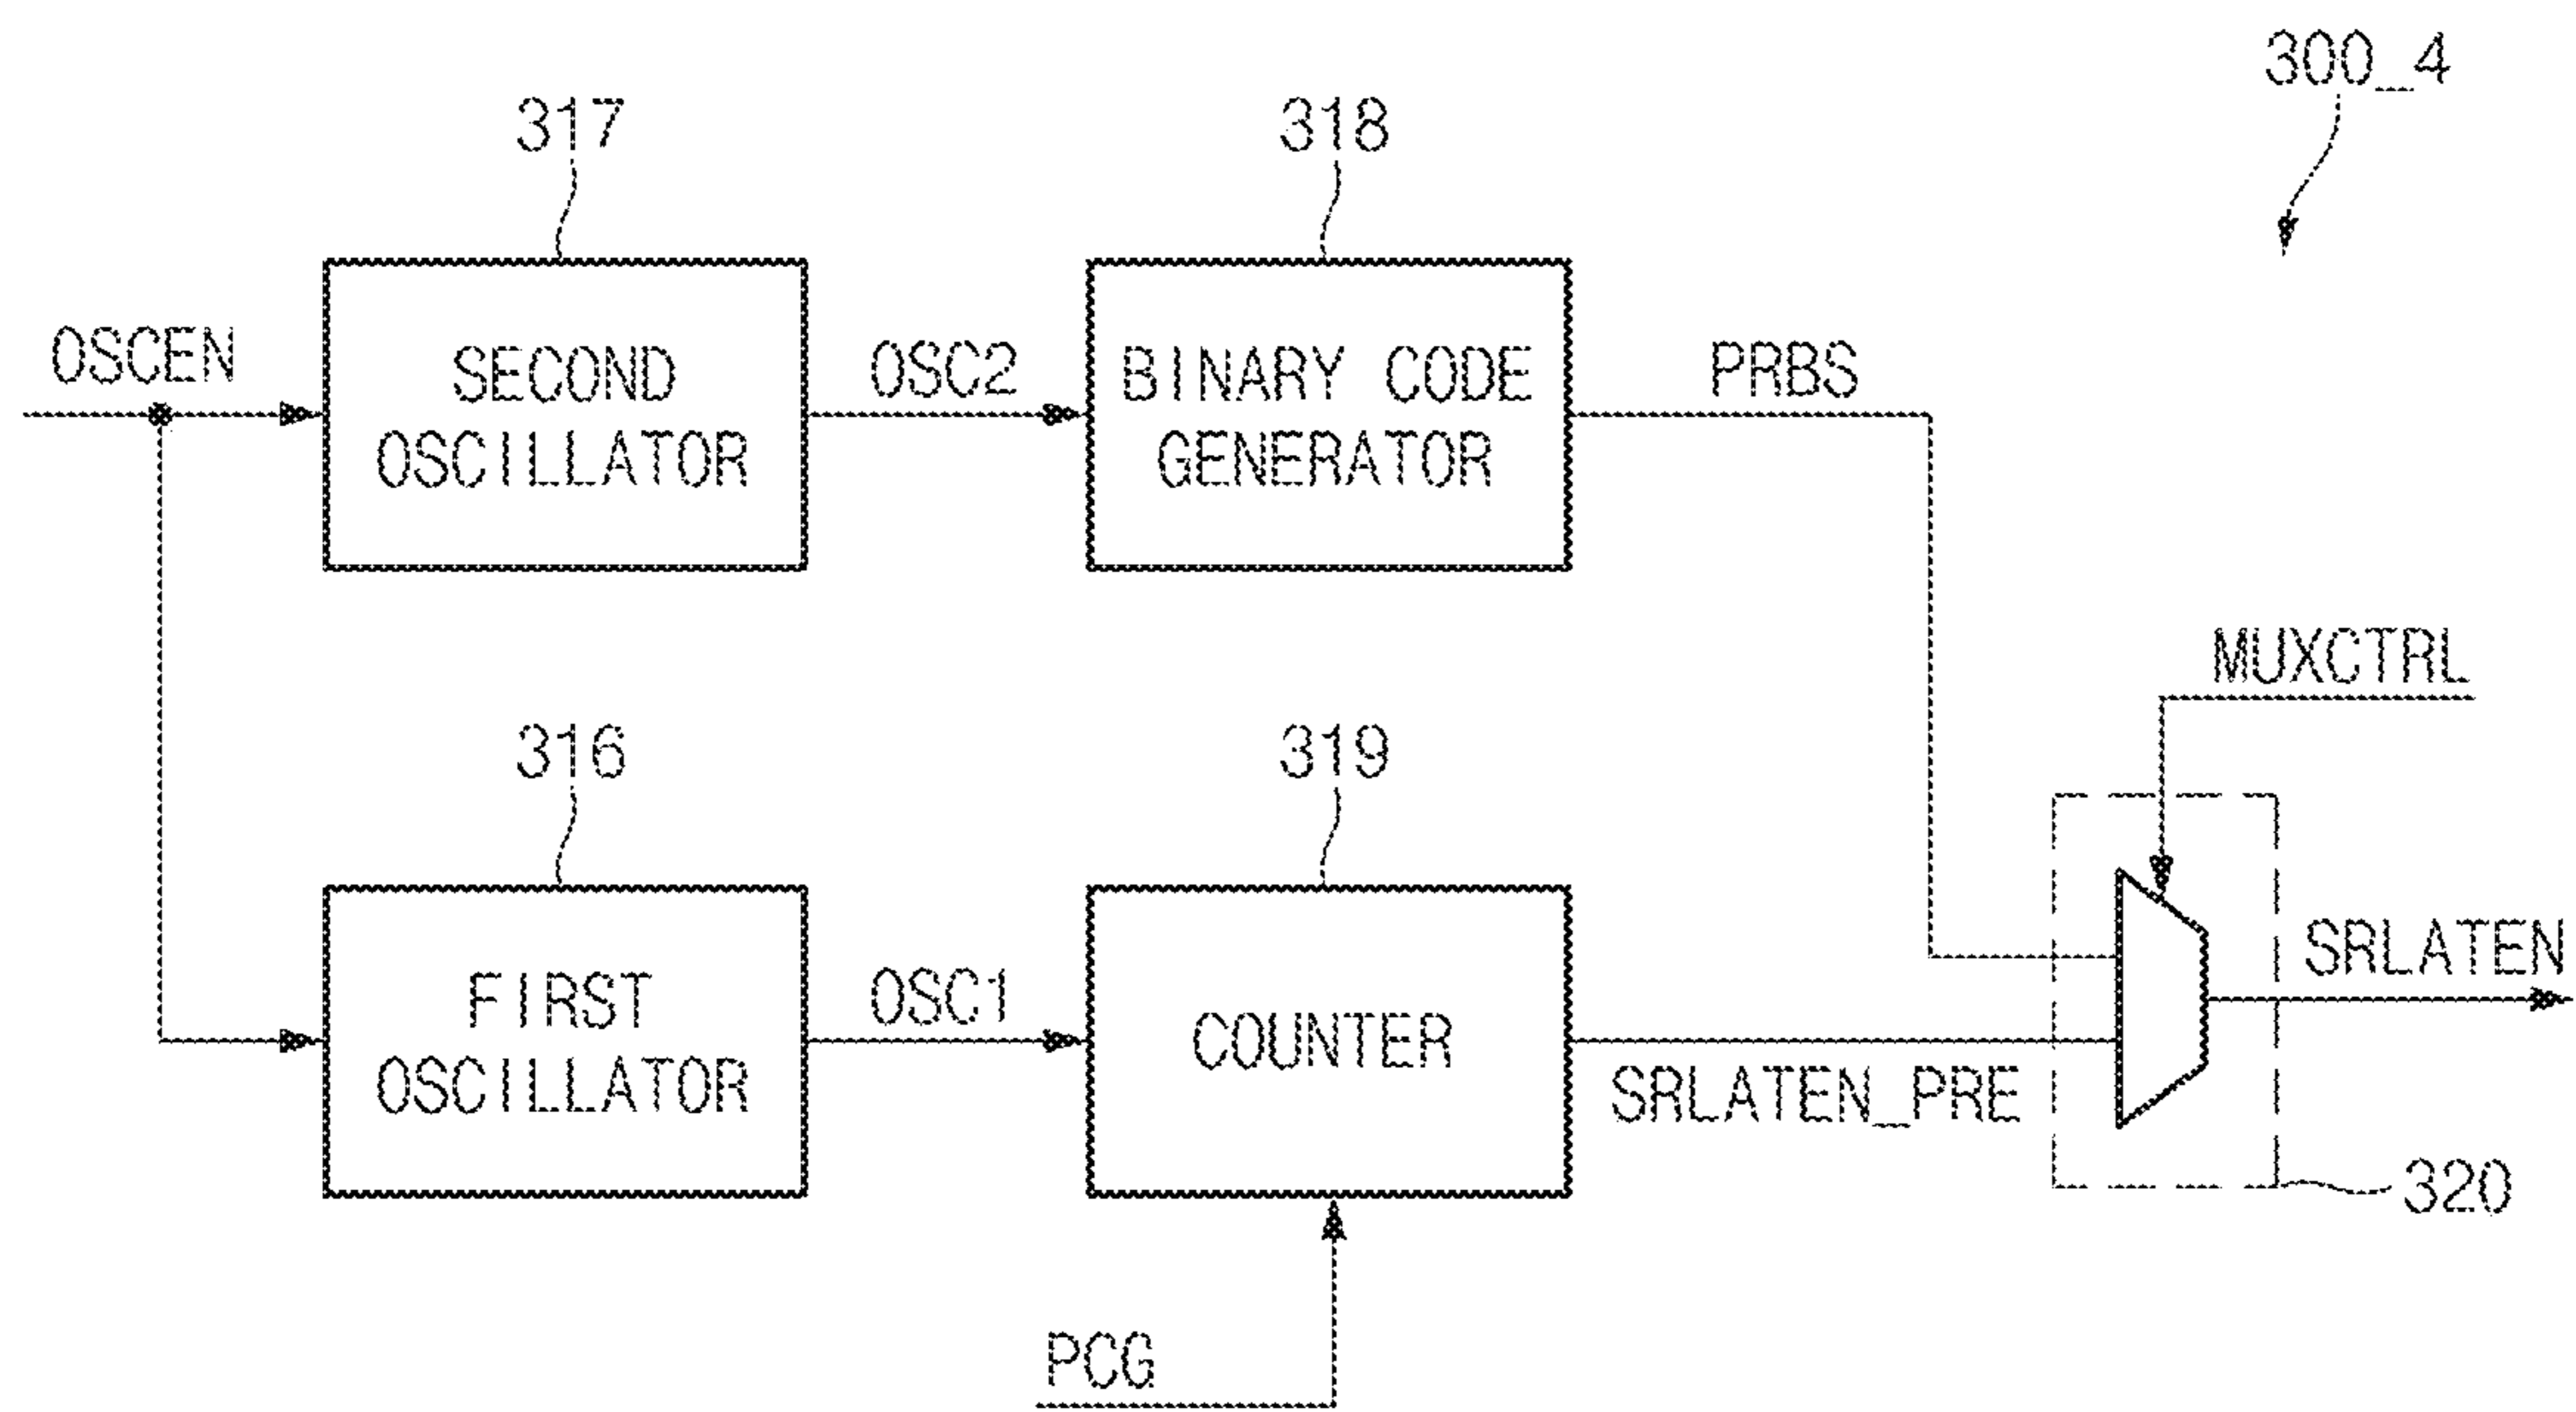 300_4
317
318
OSCEN
SECOND
OSCILLATOR
OSC2
BINARY CODE
GENERATOR
PRBS
MUXCTRL
316
319
FIRST
OSCILLATOR
OSC1
COUNTER
SRLATEN_PRE
SRLATEN
320
PCG